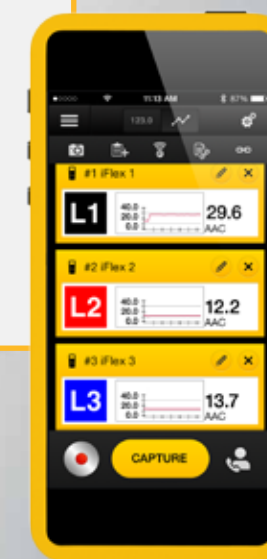 11:13 AM 87%
123.0
#1 iFlex 1
L1 40.0 20.0 0.0 29.6 AAC
#2 iFlex 2
L2 40.0 20.0 0.0 12.2 AAC
#3 iFlex 3
L3 40.0 20.0 0.0 13.7 AAC
CAPTURE